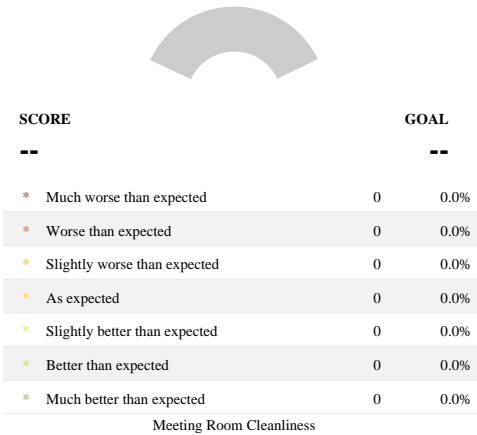 SCORE GOAL
-- --
* Much worse than expected 0 0.0%
* Worse than expected 0 0.0%
* Slightly worse than expected 0 0.0%
* As expected 0 0.0%
* Slightly better than expected 0 0.0%
* Better than expected 0 0.0%
* Much better than expected 0 0.0%
Meeting Room Cleanliness